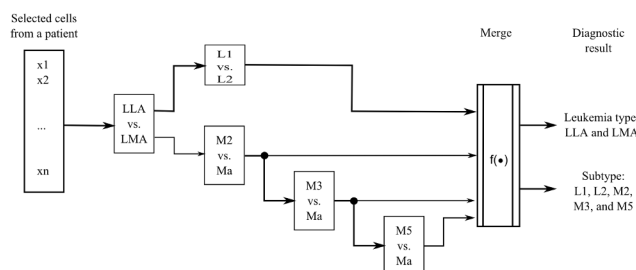 Selected cells
from a patient
Merge
Diagnostic
result
x1
x2
...
xn
LLA
vs.
LMA
L1
vs.
L2
M2
vs.
Ma
M3
vs.
Ma
M5
vs.
Ma
f(•)
Leukemia type:
LLA and LMA
Subtype:
L1, L2, M2,
M3, and M5